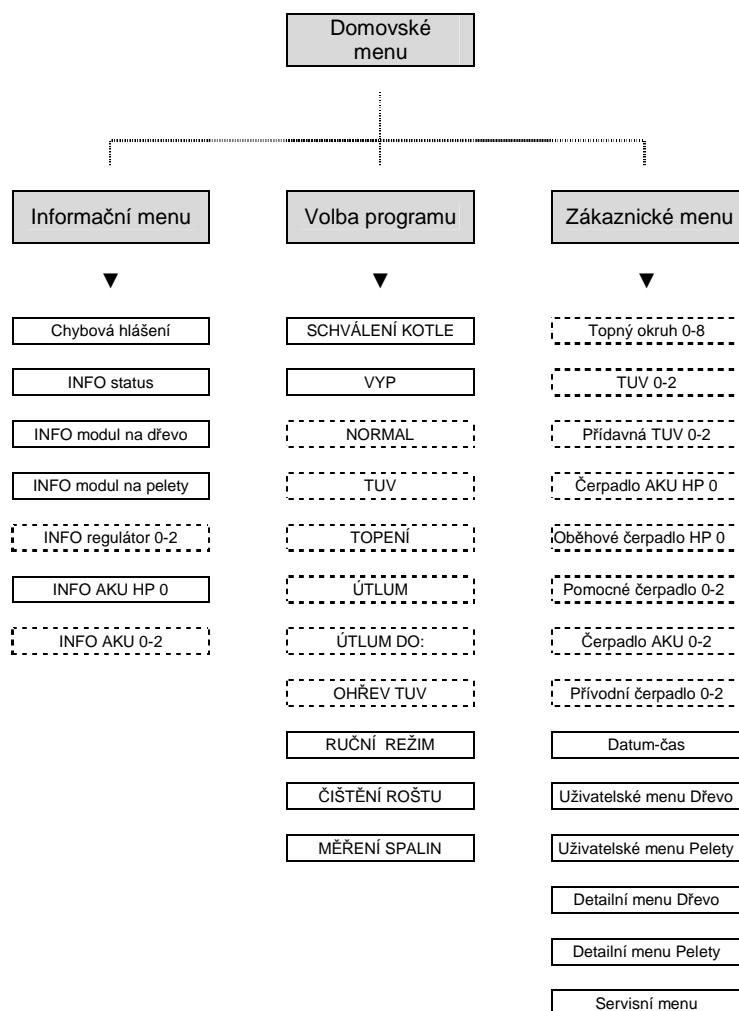 Domovské
menu
Informační menu
Volba programu
Zákaznické menu
Chybová hlášení
INFO status
INFO modul na dřevo
INFO modul na pelety
INFO regulátor 0-2
INFO AKU HP 0
INFO AKU 0-2
SCHVÁLENÍ KOTLE
VYP
NORMAL
TUV
TOPENÍ
ÚTLUM
ÚTLUM DO:
OHŘEV TUV
RUČNÍ REŽIM
ČIŠTĚNÍ ROŠTU
MĚŘENÍ SPALIN
Topný okruh 0-8
TUV 0-2
Přídavná TUV 0-2
Čerpadlo AKU HP 0
Oběhové čerpadlo HP 0
Pomocné čerpadlo 0-2
Čerpadlo AKU 0-2
Přívodní čerpadlo 0-2
Datum-čas
Uživatelské menu Dřevo
Uživatelské menu Pelety
Detailní menu Dřevo
Detailní menu Pelety
Servisní menu